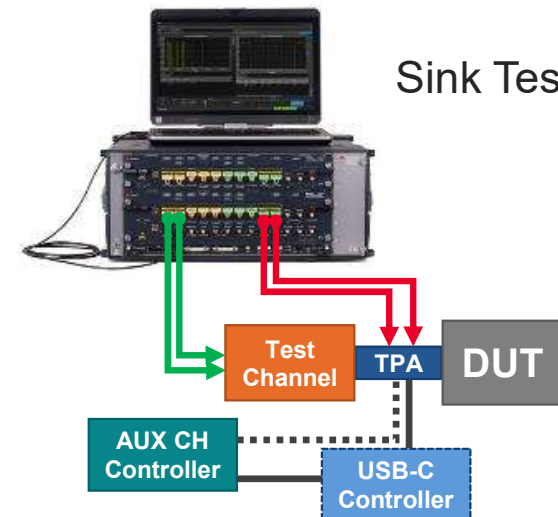 Sink Tes
Test
Channel
TPA
DUT
AUX CH
Controller
USB-C
Controller